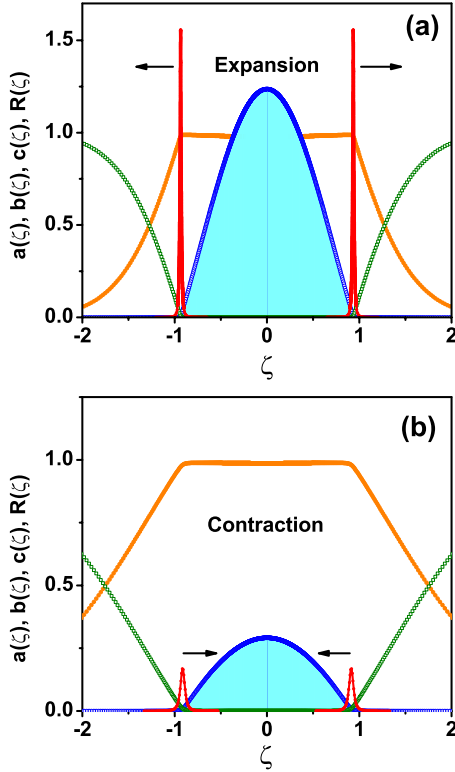 (a)
Expansion
a(ζ), b(ζ), c(ζ), R(ζ)
1.5
1.0
0.5
0.0
-2 -1 0 1 2
ζ
(b)
Contraction
a(ζ), b(ζ), c(ζ), R(ζ)
1.0
0.5
0.0
-2 -1 0 1 2
ζ